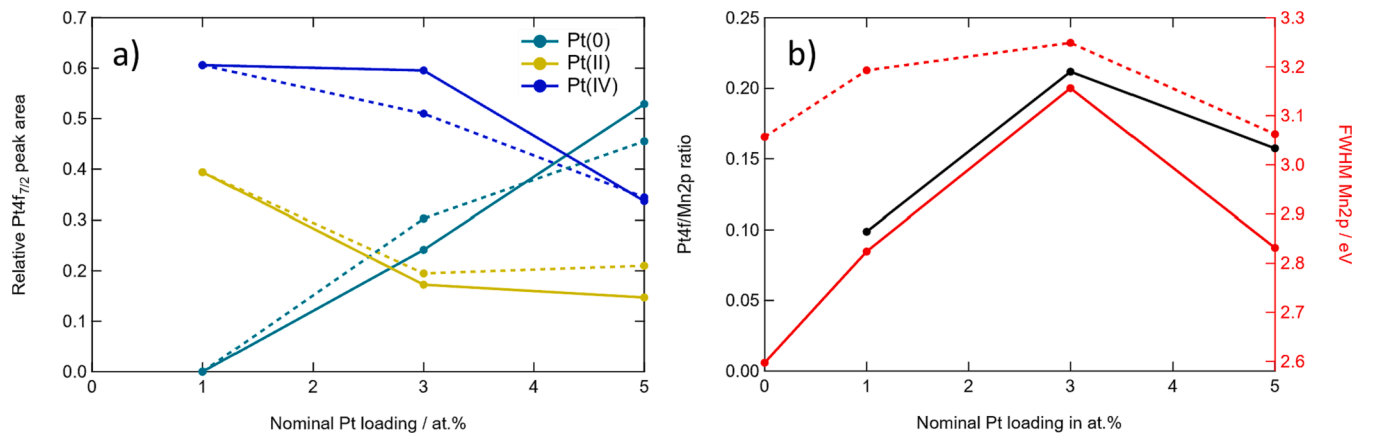 a)
Pt(0)
Pt(II)
Pt(IV)
Relative Pt4f7/2 peak area
0.7
0.6
0.5
0.4
0.3
0.2
0.1
0.0
0 1 2 3 4 5
Nominal Pt loading / at.%
b)
Pt4f/Mn2p ratio
0.25
0.20
0.15
0.10
0.05
0.00
0 1 2 3 4 5
Nominal Pt loading in at.%
3.3
3.2
3.1
3.0
2.9
2.8
2.7
2.6
FWHM Mn2p / eV